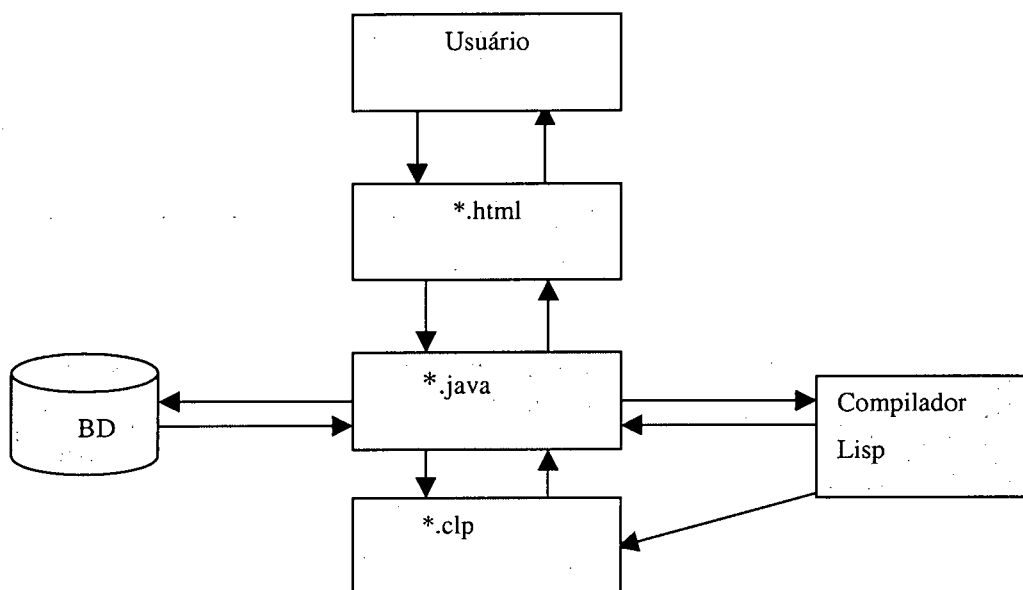 Usuário
*.html
*.java
BD
Compilador
Lisp
*.clp